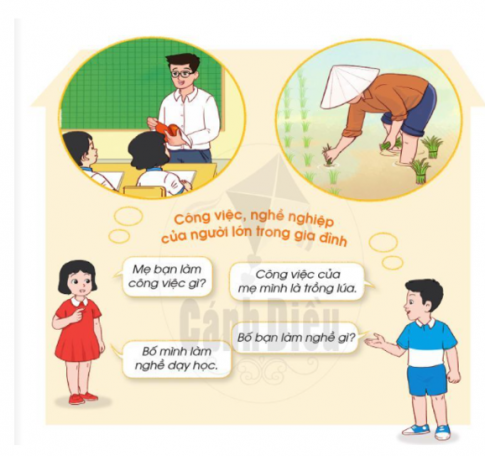 Công việc, nghề nghiệp
của người lớn trong gia đình
Mẹ bạn làm
công việc gì?
Công việc của
mẹ mình là trồng lúa.
Bố bạn làm nghề gì?
Bố mình làm
nghề dạy học.
Cánh Diều